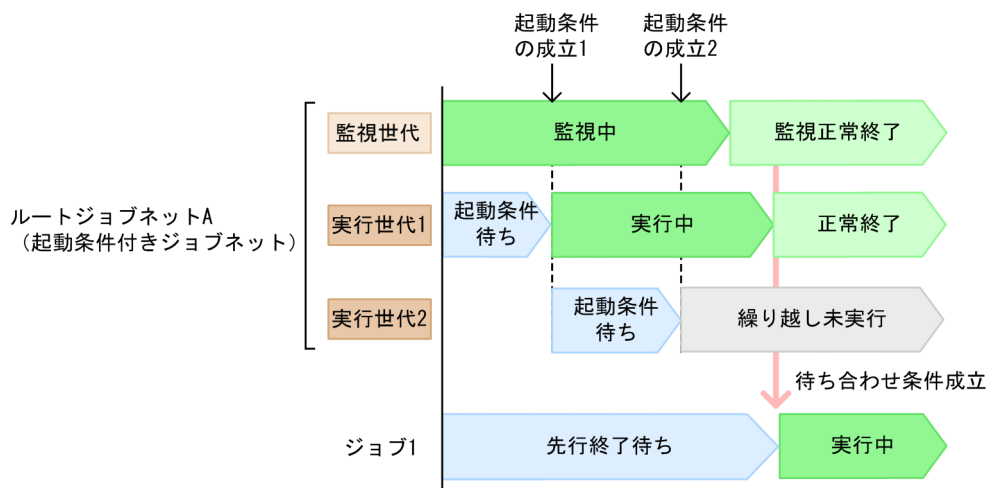 起動条件
の成立1
起動条件
の成立2
監視世代
監視中
監視正常終了
ルートジョブネットA
（起動条件付きジョブネット）
実行世代1
起動条件
待ち
実行中
正常終了
実行世代2
起動条件
待ち
繰り越し未実行
待ち合わせ条件成立
ジョブ1
先行終了待ち
実行中